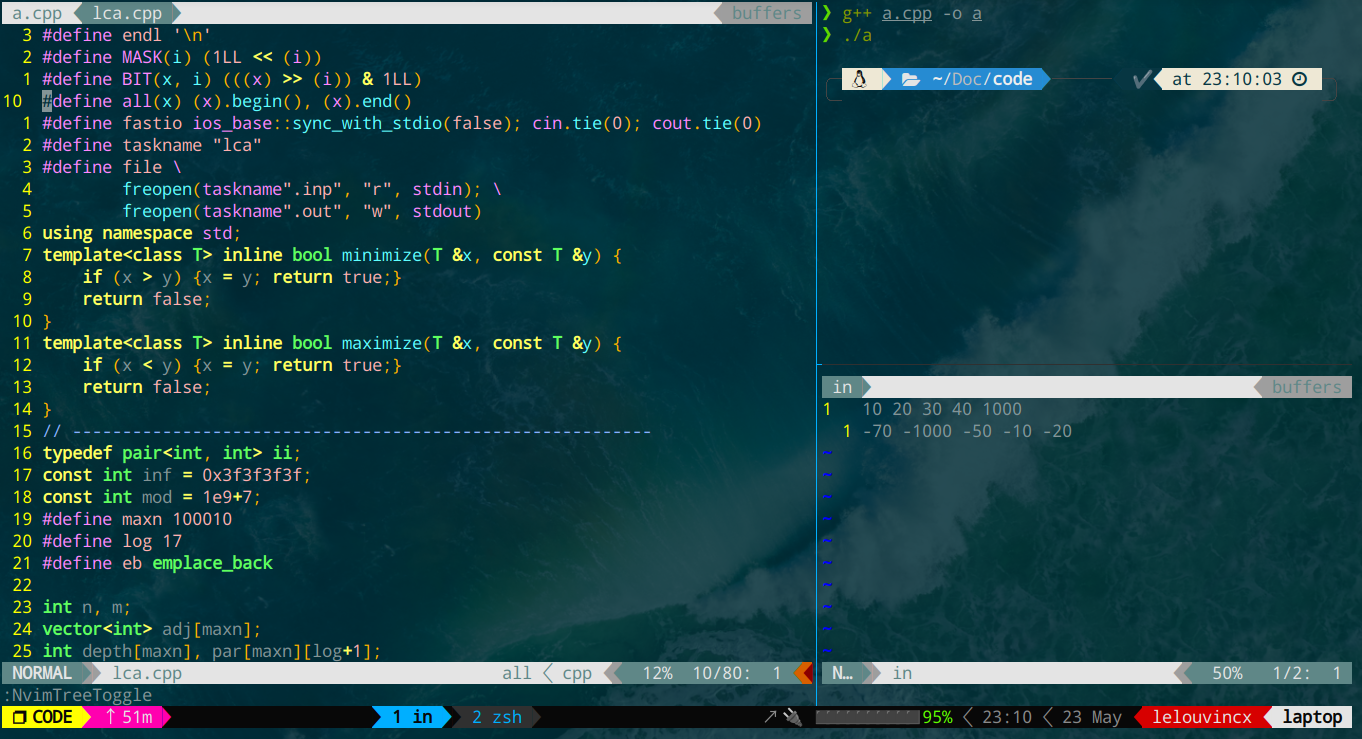 a.cpp lca.cpp buffers
3 #define endl '\n'
2 #define MASK(i) (1LL << (i))
1 #define BIT(x, i) (((x) >> (i)) & 1LL)
10 #define all(x) (x).begin(), (x).end()
1 #define fastio ios_base::sync_with_stdio(false); cin.tie(0); cout.tie(0)
2 #define taskname "lca"
3 #define file \
4 freopen(taskname".inp", "r", stdin); \
5 freopen(taskname".out", "w", stdout)
6 using namespace std;
7 template<class T> inline bool minimize(T &x, const T &y) {
8 if (x > y) {x = y; return true;}
9 return false;
10 }
11 template<class T> inline bool maximize(T &x, const T &y) {
12 if (x < y) {x = y; return true;}
13 return false;
14 }
15 // ----------------------------------------------------------
16 typedef pair<int, int> ii;
17 const int inf = 0x3f3f3f3f;
18 const int mod = 1e9+7;
19 #define maxn 100010
20 #define log 17
21 #define eb emplace_back
22
23 int n, m;
24 vector<int> adj[maxn];
25 int depth[maxn], par[maxn][log+1];
NORMAL lca.cpp all cpp 12% 10/80: 1
:NvimTreeToggle
❯ g++ a.cpp -o a
❯ ./a
~/Doc/code ✔ at 23:10:03
in buffers
1 10 20 30 40 1000
1 -70 -1000 -50 -10 -20
~
~
~
~
~
~
~
~
~
~
N… in 50% 1/2: 1
CODE ↑ 51m 1 in 2 zsh ↗ 95% 23:10 23 May lelouvincx laptop